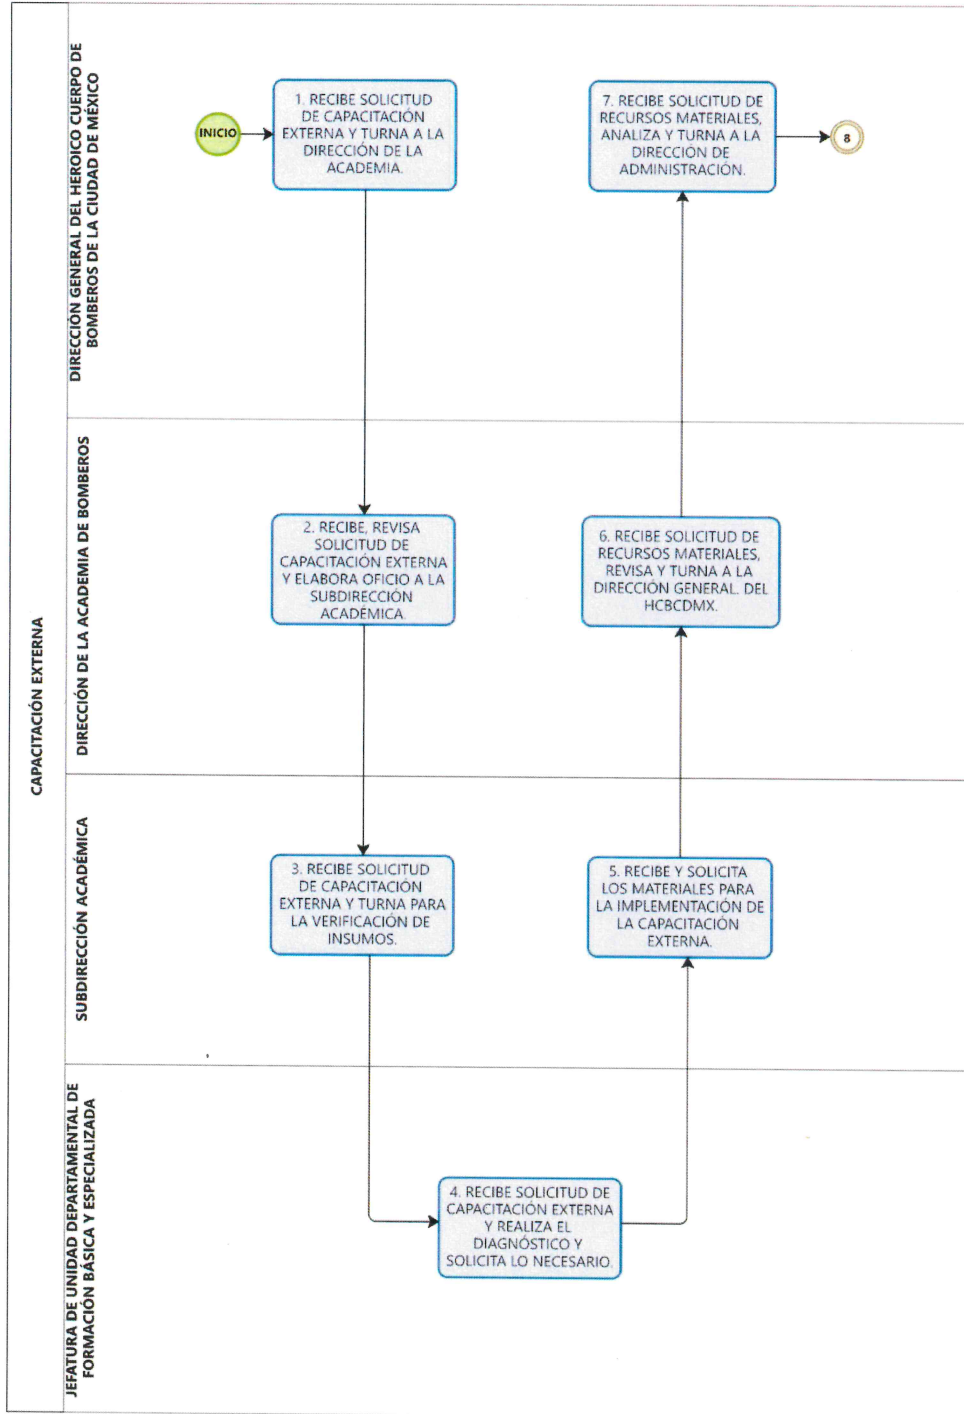 CAPACITACIÓN EXTERNA
DIRECCIÓN GENERAL DEL HEROICO CUERPO DE
BOMBEROS DE LA CIUDAD DE MÉXICO
INICIO
1. RECIBE SOLICITUD
DE CAPACITACIÓN
EXTERNA Y TURNA A LA
DIRECCIÓN DE LA
ACADEMIA.
7. RECIBE SOLICITUD DE
RECURSOS MATERIALES,
ANALIZA Y TURNA A LA
DIRECCIÓN DE
ADMINISTRACIÓN.
8
DIRECCIÓN DE LA ACADEMIA DE BOMBEROS
2. RECIBE, REVISA
SOLICITUD DE
CAPACITACIÓN EXTERNA
Y ELABORA OFICIO A LA
SUBDIRECCIÓN
ACADÉMICA.
6. RECIBE SOLICITUD DE
RECURSOS MATERIALES,
REVISA Y TURNA A LA
DIRECCIÓN GENERAL. DEL
HCBCDMX.
SUBDIRECCIÓN ACADÉMICA
3. RECIBE SOLICITUD
DE CAPACITACIÓN
EXTERNA Y TURNA PARA
LA VERIFICACIÓN DE
INSUMOS.
5. RECIBE Y SOLICITA
LOS MATERIALES PARA
LA IMPLEMENTACIÓN DE
LA CAPACITACIÓN
EXTERNA.
JEFATURA DE UNIDAD DEPARTAMENTAL DE
FORMACIÓN BÁSICA Y ESPECIALIZADA
4. RECIBE SOLICITUD DE
CAPACITACIÓN EXTERNA
Y REALIZA EL
DIAGNÓSTICO Y
SOLICITA LO NECESARIO.